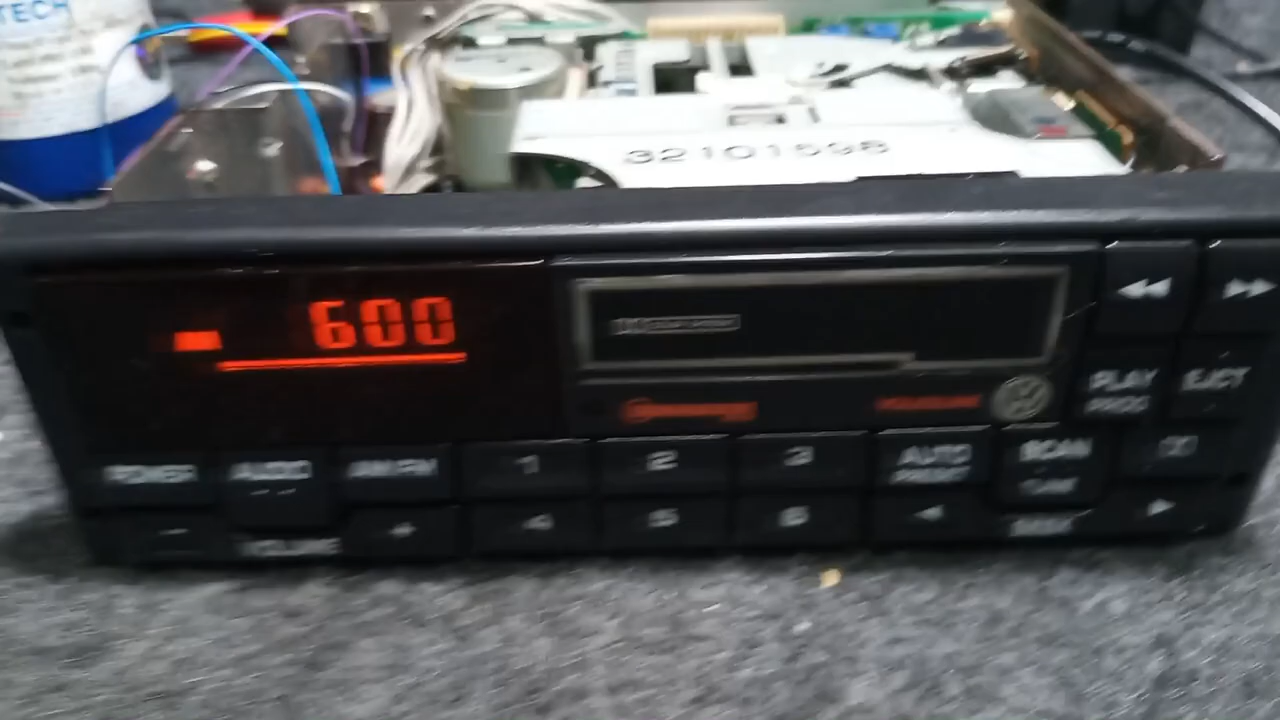 TECH
32101598
600
POWER
AUDIO
AM/FM
1
2
3
4
5
6
-
+
VOLUME
AUTO
PRESET
SCAN
PLAY
PROG
EJECT